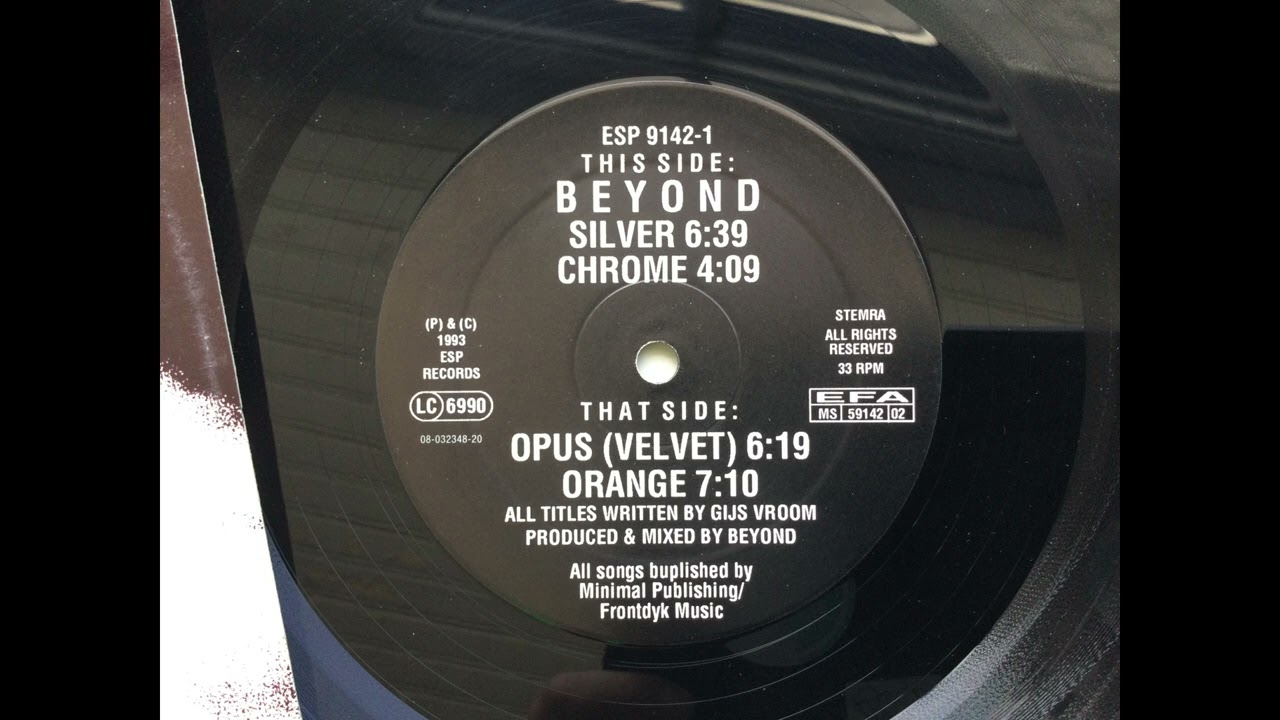 ESP 9142-1
THIS SIDE:
BEYOND
SILVER 6:39
CHROME 4:09
(P) & (C)
1993
ESP
RECORDS
LC 6990
08-032348-20
STEMRA
ALL RIGHTS
RESERVED
33 RPM
EFA
MS 59142 02
THAT SIDE:
OPUS (VELVET) 6:19
ORANGE 7:10
ALL TITLES WRITTEN BY GIJS VROOM
PRODUCED & MIXED BY BEYOND
All songs buplished by
Minimal Publishing/
Frontdyk Music